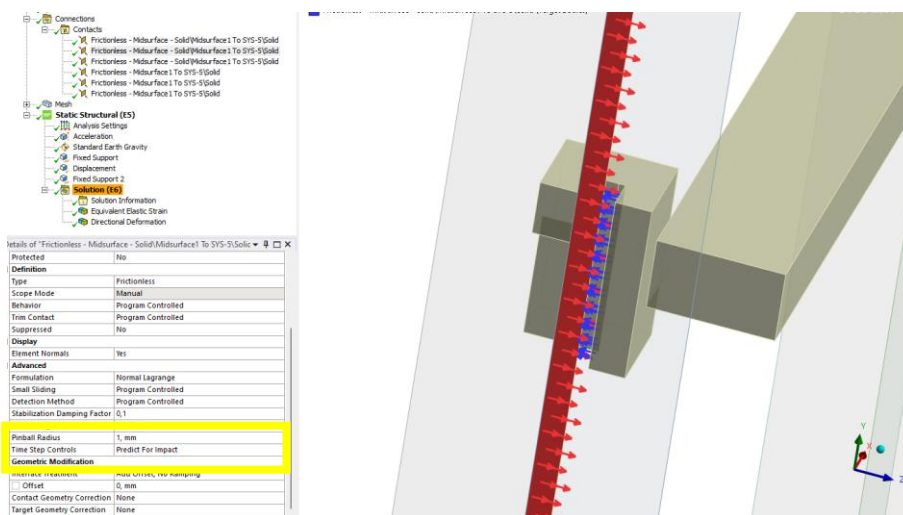 Connections
Contacts
Frictionless - Midsurface - Solid\Midsurface1 To SYS-5\Solid
Frictionless - Midsurface - Solid\Midsurface1 To SYS-5\Solid
Frictionless - Midsurface - Solid\Midsurface1 To SYS-5\Solid
Frictionless - Midsurface1 To SYS-5\Solid
Frictionless - Midsurface1 To SYS-5\Solid
Frictionless - Midsurface1 To SYS-5\Solid
Mesh
Static Structural (E5)
Analysis Settings
Acceleration
Standard Earth Gravity
Fixed Support
Displacement
Fixed Support 2
Solution (E6)
Solution Information
Equivalent Elastic Strain
Directional Deformation
Details of "Frictionless - Midsurface - Solid\Midsurface1 To SYS-5\Solic
Protected No
Definition
Type Frictionless
Scope Mode Manual
Behavior Program Controlled
Trim Contact Program Controlled
Suppressed No
Display
Element Normals Yes
Advanced
Formulation Normal Lagrange
Small Sliding Program Controlled
Detection Method Program Controlled
Stabilization Damping Factor 0,1
Pinball Radius 1, mm
Time Step Controls Predict For Impact
Geometric Modification
Interface Treatment Add Offset, No Ramping
Offset 0, mm
Contact Geometry Correction None
Target Geometry Correction None
Y
X
Z